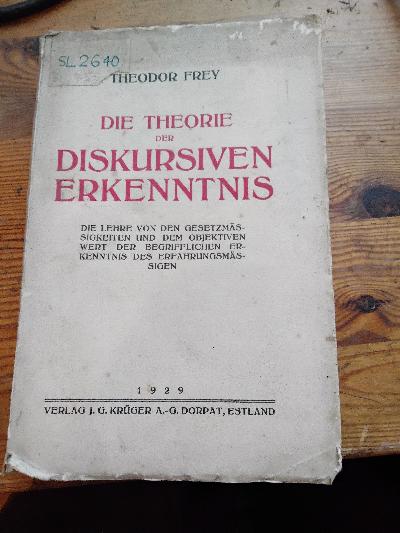 SL 2640
THEODOR FREY
DIE THEORIE
DER
DISKURSIVEN
ERKENNTNIS
DIE LEHRE VON DEN GESETZMÄS-
SIGKEITEN UND DEM OBJEKTIVEN
WERT DER BEGRIFFLICHEN ER-
KENNTNIS DES ERFAHRUNGSMÄS-
SIGEN
1929
VERLAG J. G. KRÜGER A.-G. DORPAT, ESTLAND